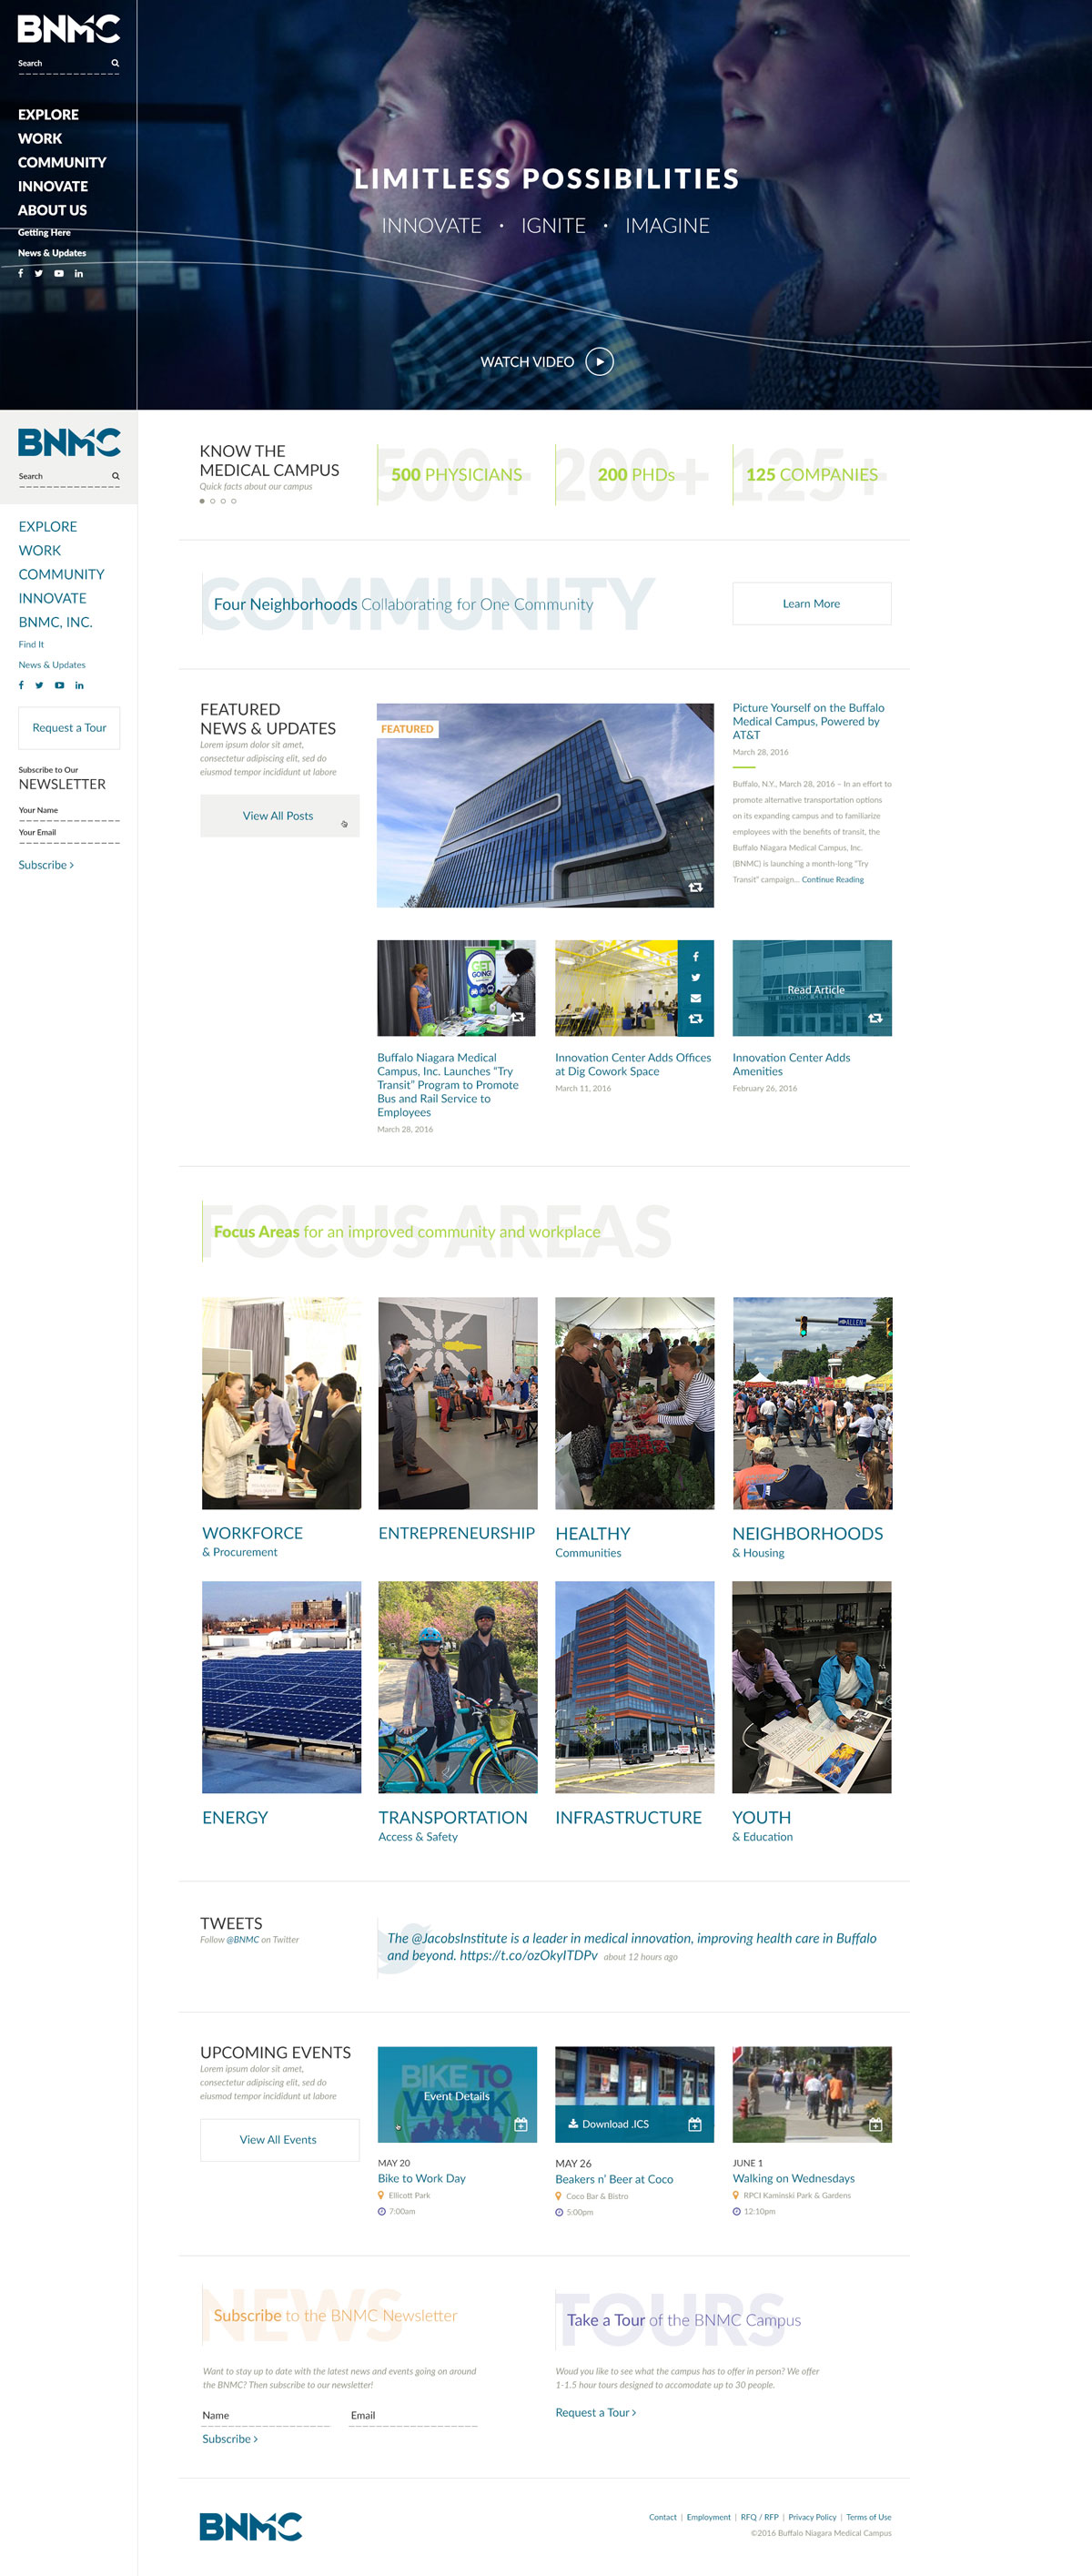 BNMC
Search
EXPLORE
WORK
COMMUNITY
INNOVATE
ABOUT US
Getting Here
News & Updates
LIMITLESS POSSIBILITIES
INNOVATE · IGNITE · IMAGINE
WATCH VIDEO
BNMC
Search
EXPLORE
WORK
COMMUNITY
INNOVATE
BNMC, INC.
Find It
News & Updates
Request a Tour
Subscribe to Our
NEWSLETTER
Your Name
Your Email
Subscribe >
KNOW THE
MEDICAL CAMPUS
Quick facts about our campus
500+
500 PHYSICIANS
200+
200 PHDs
125+
125 COMPANIES
COMMUNITY
Four Neighborhoods Collaborating for One Community
Learn More
FEATURED
NEWS & UPDATES
Lorem ipsum dolor sit amet,
consectetur adipiscing elit, sed do
eiusmod tempor incididunt ut labore
View All Posts
FEATURED
Picture Yourself on the Buffalo
Medical Campus, Powered by
AT&T
March 28, 2016
Buffalo, N.Y., March 28, 2016 – In an effort to
promote alternative transportation options
on its expanding campus and to familiarize
employees with the benefits of transit, the
Buffalo Niagara Medical Campus, Inc.
(BNMC) is launching a month-long "Try
Transit" campaign... Continue Reading
GET
GOING!
Read Article
Buffalo Niagara Medical
Campus, Inc. Launches "Try
Transit" Program to Promote
Bus and Rail Service to
Employees
March 28, 2016
Innovation Center Adds Offices
at Dig Cowork Space
March 11, 2016
Innovation Center Adds
Amenities
February 26, 2016
FOCUS AREAS
Focus Areas for an improved community and workplace
ALLEN
WORKFORCE
& Procurement
ENTREPRENEURSHIP
HEALTHY
Communities
NEIGHBORHOODS
& Housing
ENERGY
TRANSPORTATION
Access & Safety
INFRASTRUCTURE
YOUTH
& Education
TWEETS
Follow @BNMC on Twitter
The @JacobsInstitute is a leader in medical innovation, improving health care in Buffalo
and beyond. https://t.co/ozOkyITDPv about 12 hours ago
UPCOMING EVENTS
Lorem ipsum dolor sit amet,
consectetur adipiscing elit, sed do
eiusmod tempor incididunt ut labore
View All Events
BIKE TO
WORK
Event Details
Download .ICS
MAY 20
Bike to Work Day
Ellicott Park
7:00am
MAY 26
Beakers n' Beer at Coco
Coco Bar & Bistro
5:00pm
JUNE 1
Walking on Wednesdays
RPCI Kaminski Park & Gardens
12:10pm
NEWS
Subscribe to the BNMC Newsletter
Want to stay up to date with the latest news and events going on around
the BNMC? Then subscribe to our newsletter!
Name
Email
Subscribe >
TOURS
Take a Tour of the BNMC Campus
Woud you like to see what the campus has to offer in person? We offer
1-1.5 hour tours designed to accomodate up to 30 people.
Request a Tour >
BNMC
Contact | Employment | RFQ / RFP | Privacy Policy | Terms of Use
©2016 Buffalo Niagara Medical Campus